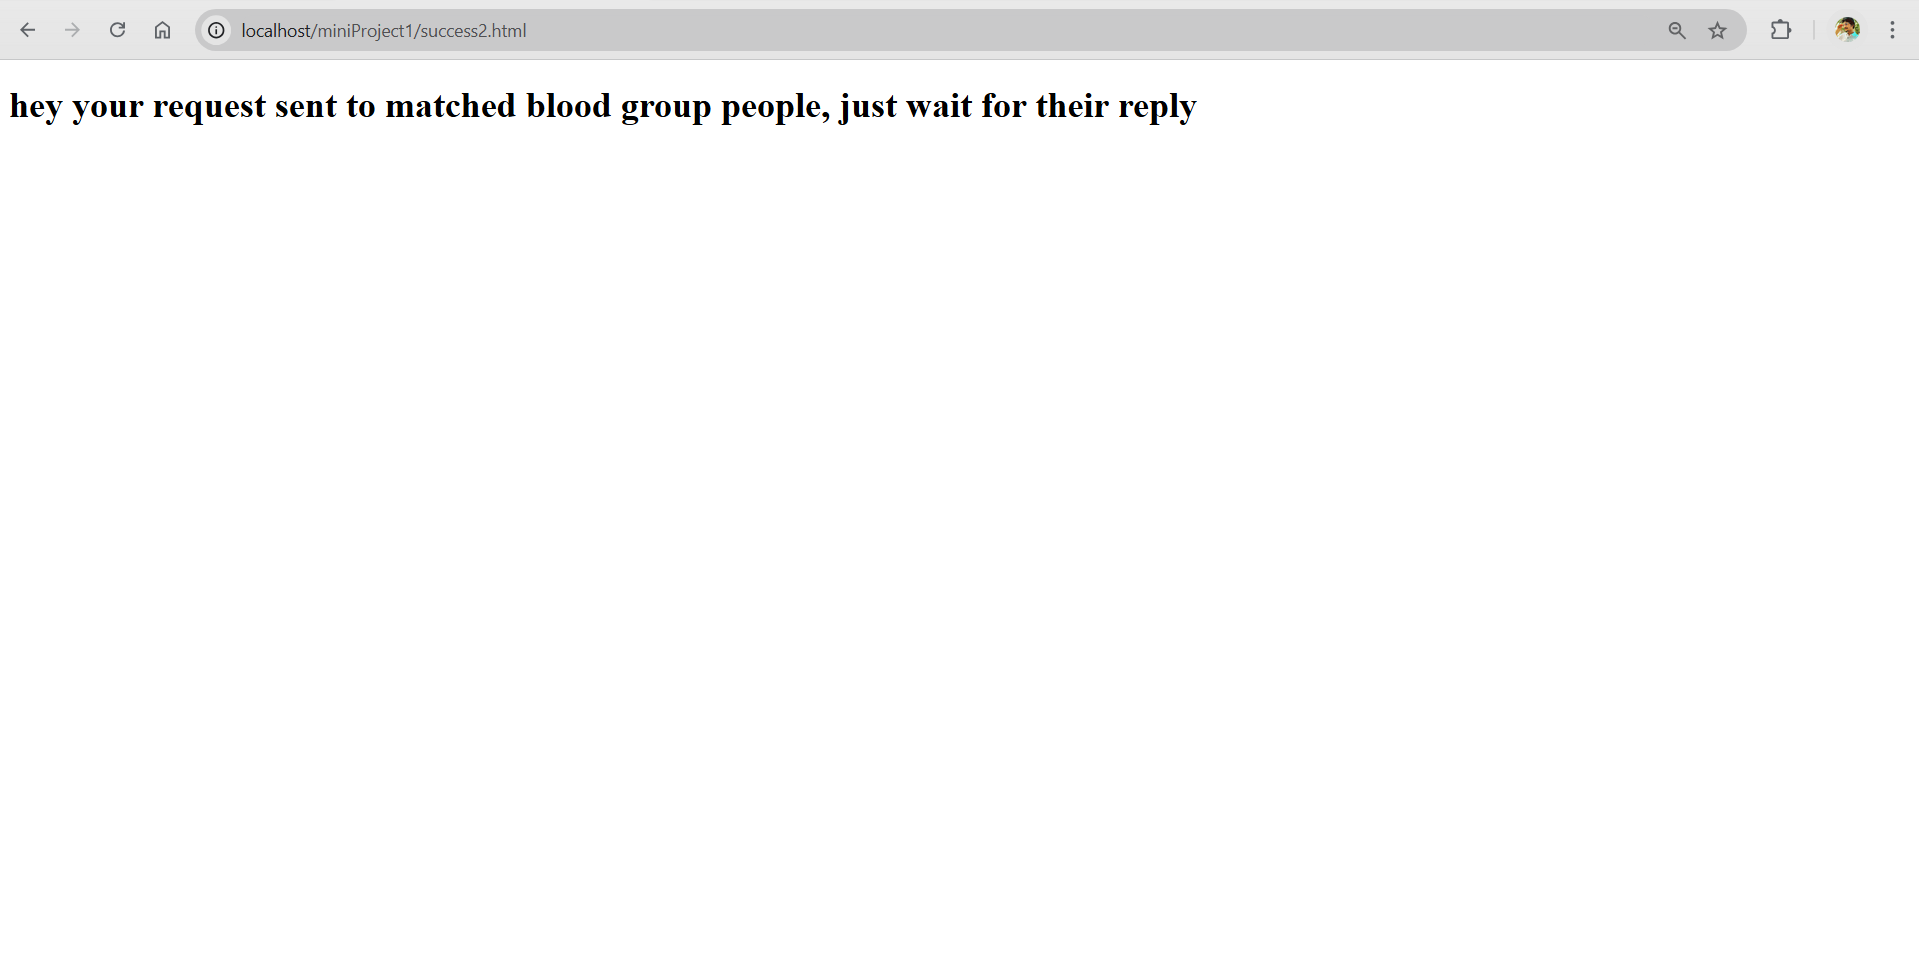 localhost/miniProject1/success2.html
hey your request sent to matched blood group people, just wait for their reply